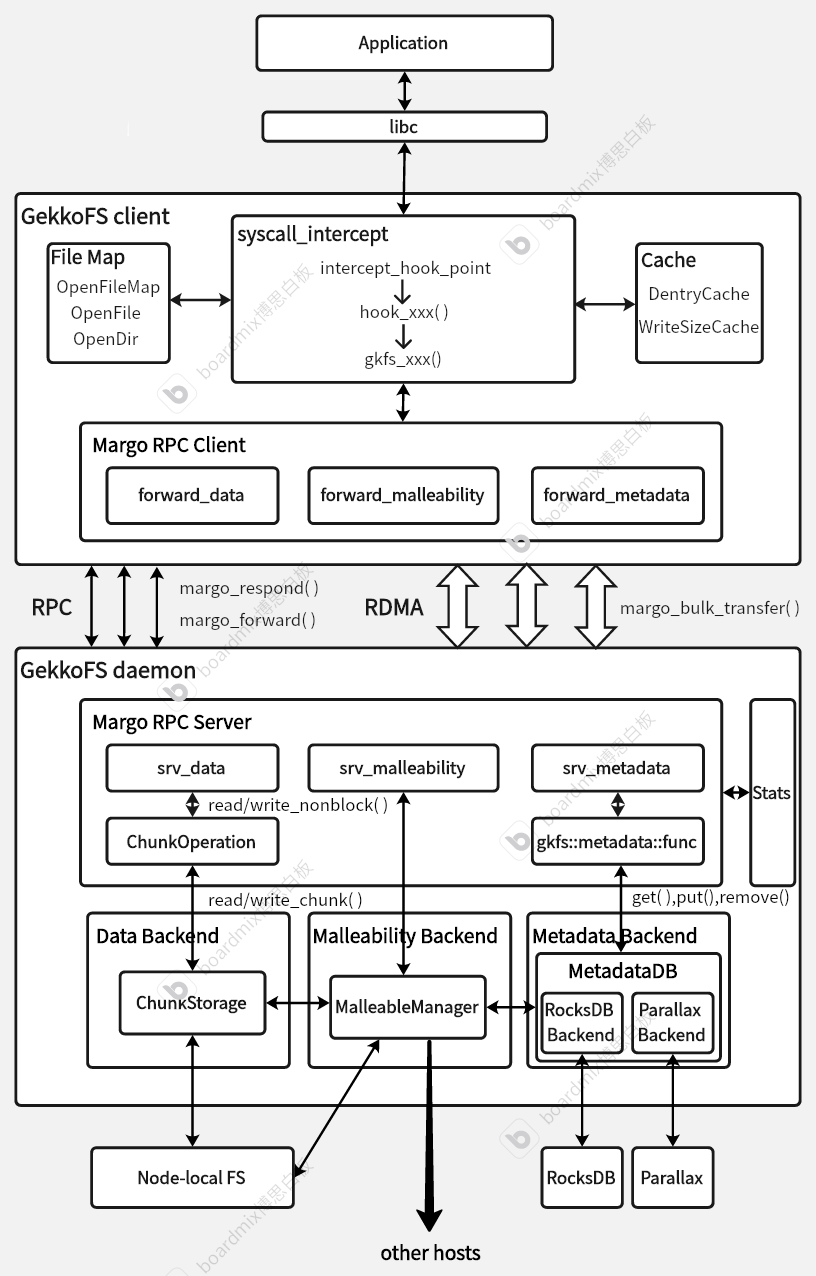 Application
libc
GekkoFS client
syscall_intercept
File Map
OpenFileMap
OpenFile
OpenDir
intercept_hook_point
hook_xxx()
gkfs_xxx()
Cache
DentryCache
WriteSizeCache
Margo RPC Client
forward_data
forward_malleability
forward_metadata
RPC
margo_respond()
margo_forward()
RDMA
margo_bulk_transfer()
GekkoFS daemon
Margo RPC Server
srv_data
srv_malleability
srv_metadata
read/write_nonblock()
Stats
ChunkOperation
gkfs::metadata::func
read/write_chunk()
get(),put(),remove()
Data Backend
Malleability Backend
Metadata Backend
MetadataDB
ChunkStorage
MalleableManager
RocksDB
Backend
Parallax
Backend
Node-local FS
RocksDB
Parallax
other hosts
boardmix博思白板
boardmix博思白板
boardmix博思白板
boardmix博思白板
boardmix博思白板
boardmix博思白板
boardmix博思白板
boardmix博思白板